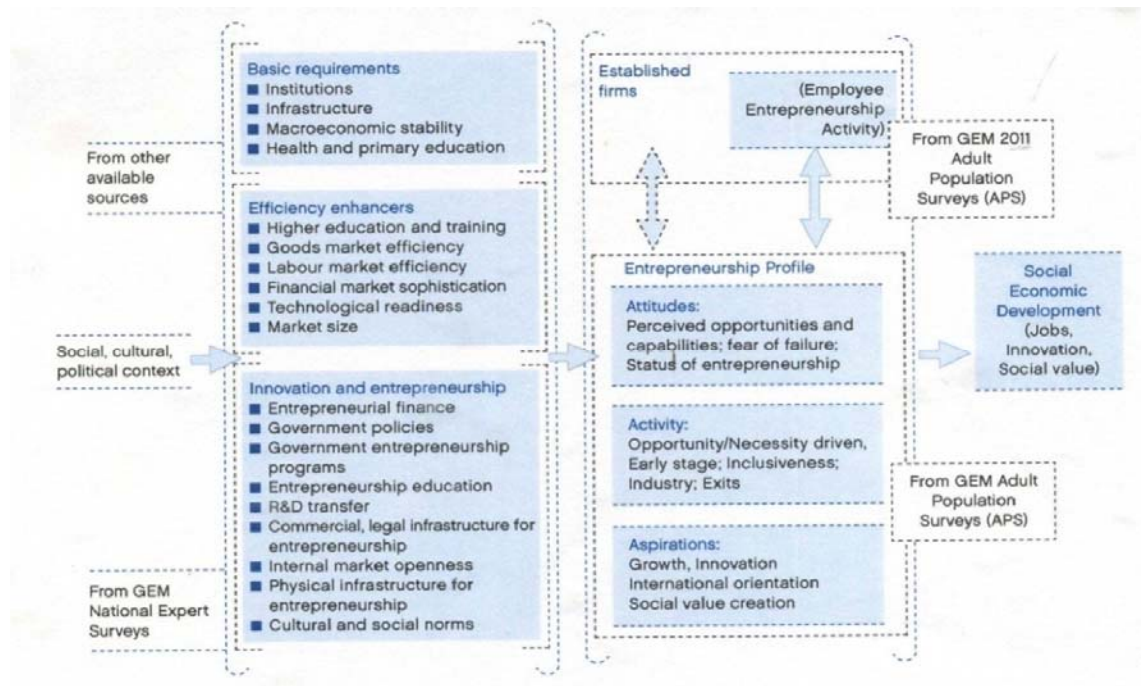 From other
available
sources
Social, cultural,
political context
From GEM
National Expert
Surveys
Basic requirements
Institutions
Infrastructure
Macroeconomic stability
Health and primary education
Efficiency enhancers
Higher education and training
Goods market efficiency
Labour market efficiency
Financial market sophistication
Technological readiness
Market size
Innovation and entrepreneurship
Entrepreneurial finance
Government policies
Government entrepreneurship
programs
Entrepreneurship education
R&D transfer
Commercial, legal infrastructure for
entrepreneurship
Internal market openness
Physical infrastructure for
entrepreneurship
Cultural and social norms
Established
firms
(Employee
Entrepreneurship
Activity)
From GEM 2011
Adult
Population
Surveys (APS)
Entrepreneurship Profile
Attitudes:
Perceived opportunities and
capabilities; fear of failure;
Status of entrepreneurship
Activity:
Opportunity/Necessity driven,
Early stage; Inclusiveness;
Industry; Exits
Aspirations:
Growth, Innovation
International orientation
Social value creation
From GEM Adult
Population
Surveys (APS)
Social
Economic
Development
(Jobs,
Innovation,
Social value)